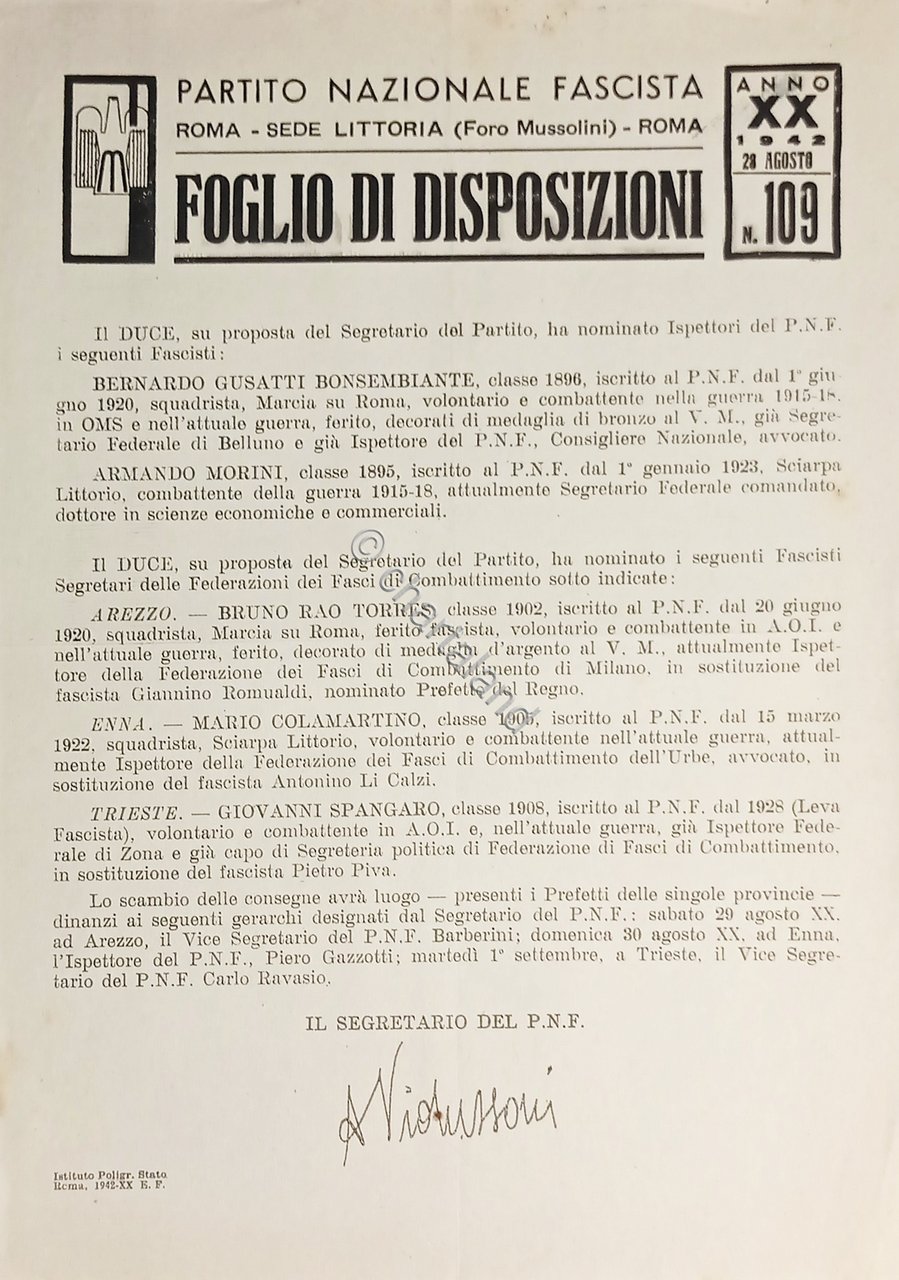 PARTITO NAZIONALE FASCISTA
ROMA - SEDE LITTORIA (Foro Mussolini) - ROMA
FOGLIO DI DISPOSIZIONI
ANNO
XX
1942
28 AGOSTO
N. 109
Il DUCE, su proposta del Segretario del Partito, ha nominato Ispettori del P.N.F.
i seguenti Fascisti:
BERNARDO GUSATTI BONSEMBIANTE, classe 1896, iscritto al P.N.F. dal 1° giu-
gno 1920, squadrista, Marcia su Roma, volontario e combattente nella guerra 1915-18,
in OMS e nell'attuale guerra, ferito, decorati di medaglia di bronzo al V. M., già Segre-
tario Federale di Belluno e già Ispettore del P.N.F., Consigliere Nazionale, avvocato.
ARMANDO MORINI, classe 1895, iscritto al P.N.F. dal 1° gennaio 1923, Sciarpa
Littorio, combattente della guerra 1915-18, attualmente Segretario Federale comandato,
dottore in scienze economiche e commerciali.
Il DUCE, su proposta del Segretario del Partito, ha nominato i seguenti Fascisti
Segretari delle Federazioni dei Fasci di Combattimento sotto indicate:
AREZZO. — BRUNO RAO TORRES, classe 1902, iscritto al P.N.F. dal 20 giugno
1920, squadrista, Marcia su Roma, ferito fascista, volontario e combattente in A.O.I. e
nell'attuale guerra, ferito, decorato di medaglia d'argento al V. M., attualmente Ispet-
tore della Federazione dei Fasci di Combattimento di Milano, in sostituzione del
fascista Giannino Romualdi, nominato Prefetto del Regno.
ENNA. — MARIO COLAMARTINO, classe 1905, iscritto al P.N.F. dal 15 marzo
1922, squadrista, Sciarpa Littorio, volontario e combattente nell'attuale guerra, attual-
mente Ispettore della Federazione dei Fasci di Combattimento dell'Urbe, avvocato, in
sostituzione del fascista Antonino Li Calzi.
TRIESTE. — GIOVANNI SPANGARO, classe 1908, iscritto al P.N.F. dal 1928 (Leva
Fascista), volontario e combattente in A.O.I. e, nell'attuale guerra, già Ispettore Fede-
rale di Zona e già capo di Segreteria politica di Federazione di Fasci di Combattimento,
in sostituzione del fascista Pietro Piva.
Lo scambio delle consegne avrà luogo — presenti i Prefetti delle singole provincie —
dinanzi ai seguenti gerarchi designati dal Segretario del P.N.F.: sabato 29 agosto XX,
ad Arezzo, il Vice Segretario del P.N.F. Barberini; domenica 30 agosto XX, ad Enna,
l'Ispettore del P.N.F., Piero Gazzotti; martedì 1° settembre, a Trieste, il Vice Segre-
tario del P.N.F. Carlo Ravasio.
IL SEGRETARIO DEL P.N.F.
A Vidussoni
Istituto Poligr. Stato
Roma, 1942-XX E. F.
© chartaland